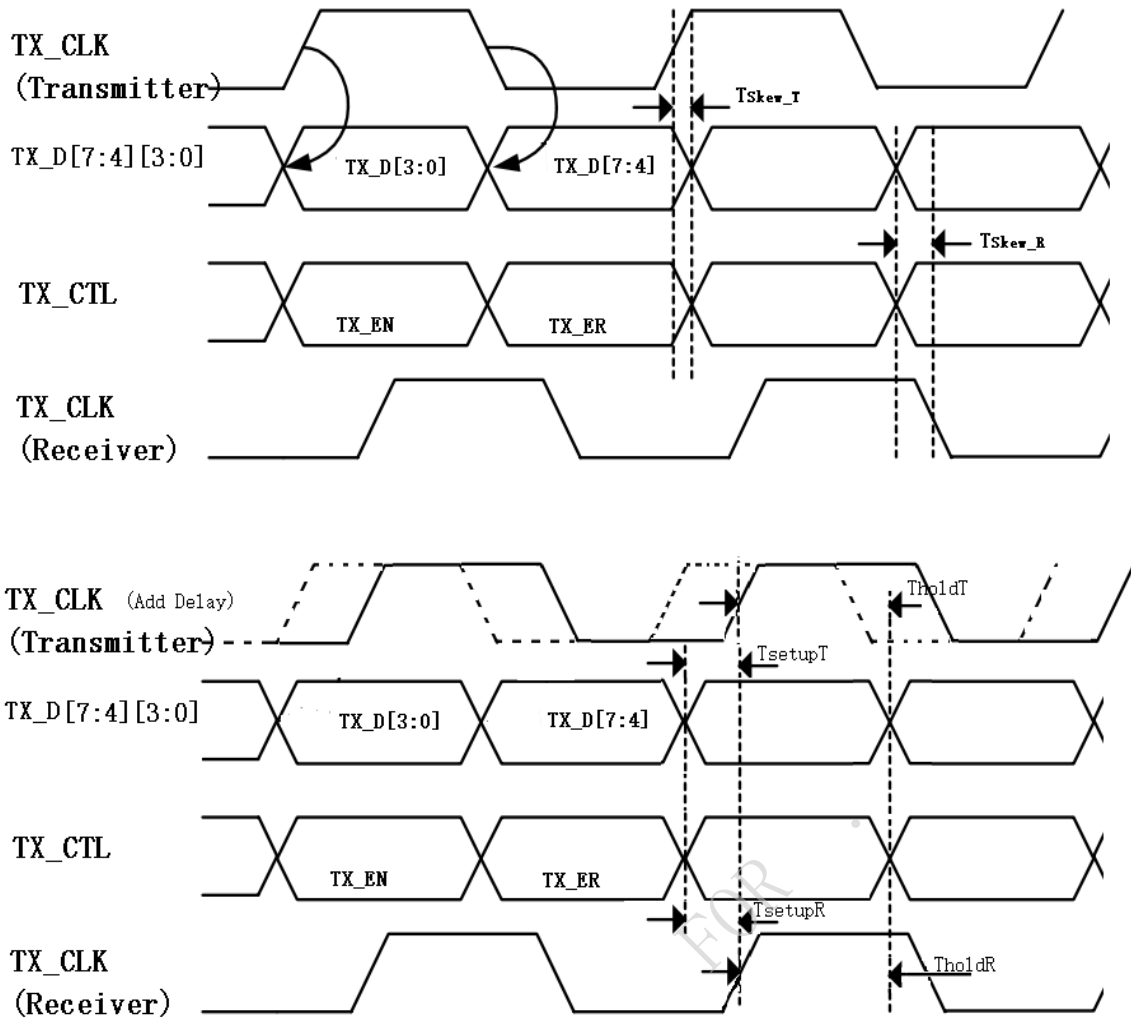 TX_CLK
(Transmitter)
Tskew_T
TX_D[7:4][3:0]
TX_D[3:0]
TX_D[7:4]
Tskew_R
TX_CTL
TX_EN
TX_ER
TX_CLK
(Receiver)
TX_CLK (Add Delay)
(Transmitter)
TholdT
TsetupT
TX_D[7:4][3:0]
TX_D[3:0]
TX_D[7:4]
TX_CTL
TX_EN
TX_ER
FOR
TsetupR
TX_CLK
(Receiver)
TholdR